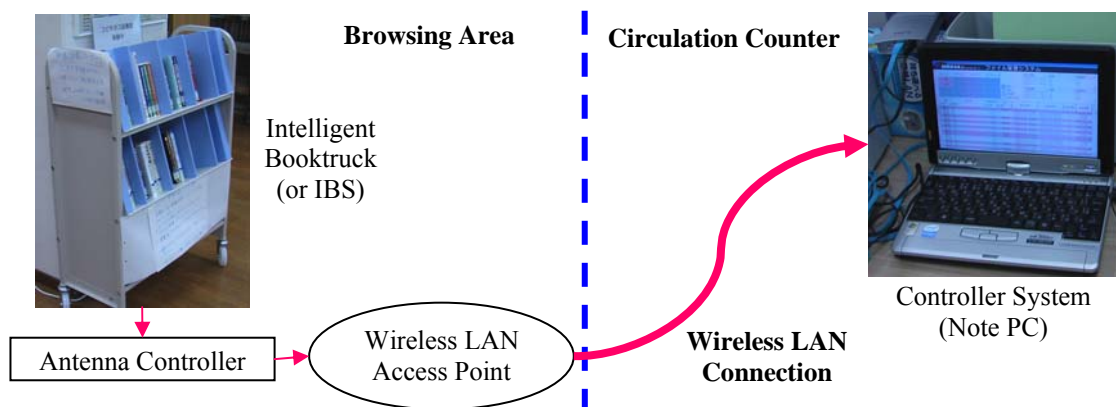 Browsing Area
Circulation Counter
Intelligent
Booktruck
(or IBS)
Controller System
(Note PC)
Antenna Controller
Wireless LAN
Access Point
Wireless LAN
Connection